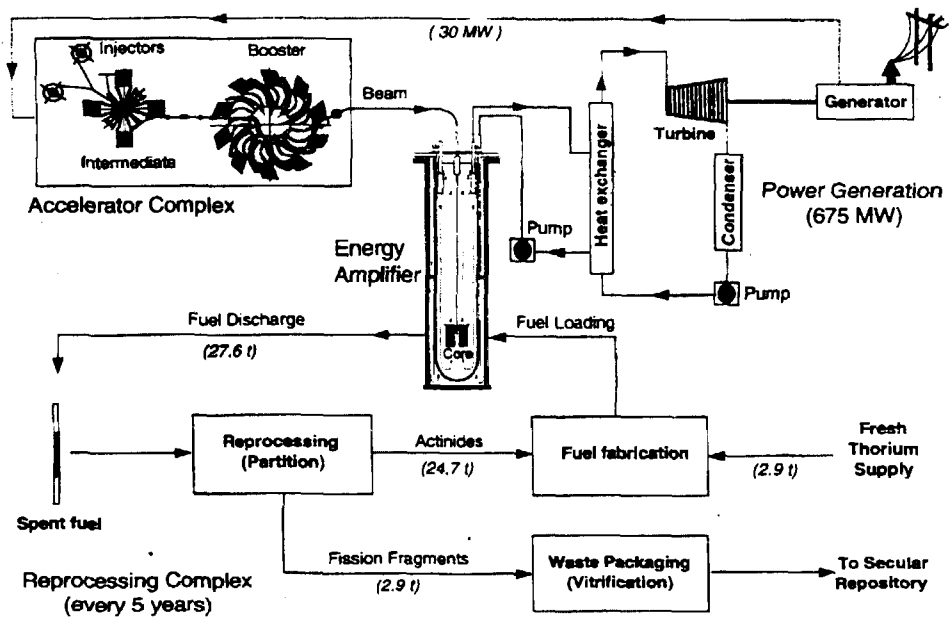 ( 30 MW )
Injectors
Booster
Intermediate
Beam
Accelerator Complex
Heat exchanger
Turbine
Generator
Condenser
Power Generation
(675 MW)
Pump
Pump
Energy
Amplifier
Core
Fuel Discharge
(27.6 t)
Fuel Loading
Spent fuel
Reprocessing
(Partition)
Actinides
(24.7 t)
Fuel fabrication
(2.9 t)
Fresh
Thorium
Supply
Fission Fragments
(2.9 t)
Waste Packaging
(Vitrification)
To Secular
Repository
Reprocessing Complex
(every 5 years)